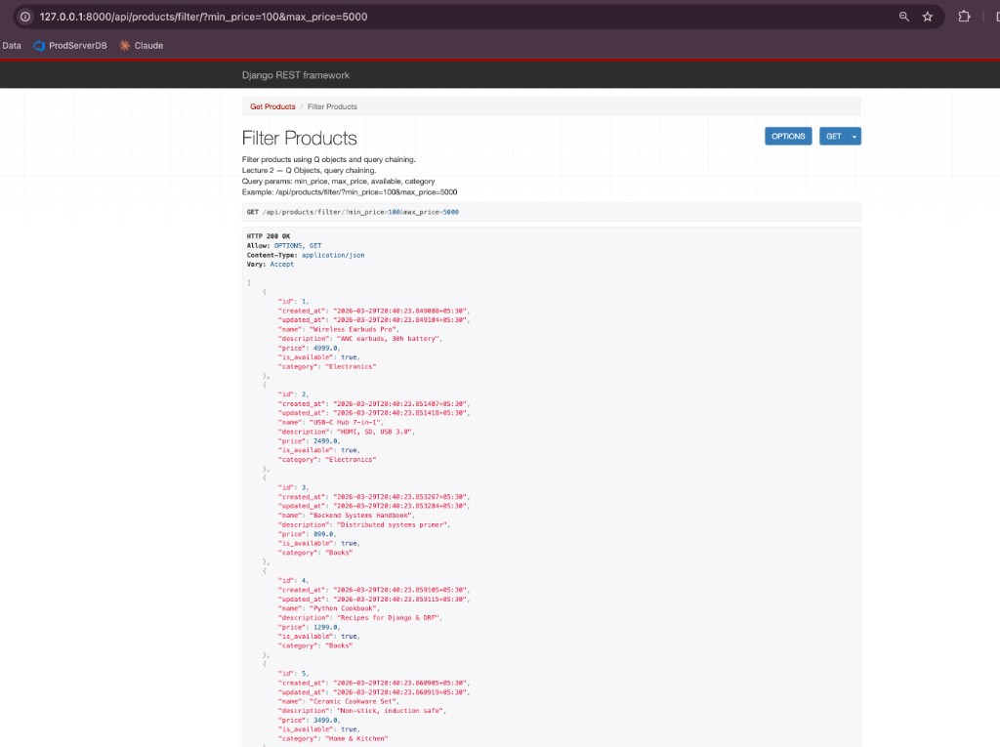 127.0.0.1:8000/api/products/filter/?min_price=100&max_price=5000
Data ProdServerDB Claude
Django REST framework
Get Products / Filter Products
Filter Products
OPTIONS GET
Filter products using Q objects and query chaining.
Lecture 2 — Q Objects, query chaining.
Query params: min_price, max_price, available, category
Example: /api/products/filter/?min_price=100&max_price=5000
GET /api/products/filter/?min_price=100&max_price=5000
HTTP 200 OK
Allow: OPTIONS, GET
Content-Type: application/json
Vary: Accept
[
{
"id": 1,
"created_at": "2026-03-29T20:40:23.849088+05:30",
"updated_at": "2026-03-29T20:40:23.849104+05:30",
"name": "Wireless Earbuds Pro",
"description": "ANC earbuds, 30h battery",
"price": 4999.0,
"is_available": true,
"category": "Electronics"
},
{
"id": 2,
"created_at": "2026-03-29T20:40:23.851407+05:30",
"updated_at": "2026-03-29T20:40:23.851418+05:30",
"name": "USB-C Hub 7-in-1",
"description": "HDMI, SD, USB 3.0",
"price": 2499.0,
"is_available": true,
"category": "Electronics"
},
{
"id": 3,
"created_at": "2026-03-29T20:40:23.853267+05:30",
"updated_at": "2026-03-29T20:40:23.853284+05:30",
"name": "Backend Systems Handbook",
"description": "Distributed systems primer",
"price": 899.0,
"is_available": true,
"category": "Books"
},
{
"id": 4,
"created_at": "2026-03-29T20:40:23.859105+05:30",
"updated_at": "2026-03-29T20:40:23.859115+05:30",
"name": "Python Cookbook",
"description": "Recipes for Django & DRF",
"price": 1299.0,
"is_available": true,
"category": "Books"
},
{
"id": 5,
"created_at": "2026-03-29T20:40:23.860905+05:30",
"updated_at": "2026-03-29T20:40:23.860919+05:30",
"name": "Ceramic Cookware Set",
"description": "Non-stick, induction safe",
"price": 3499.0,
"is_available": true,
"category": "Home & Kitchen"